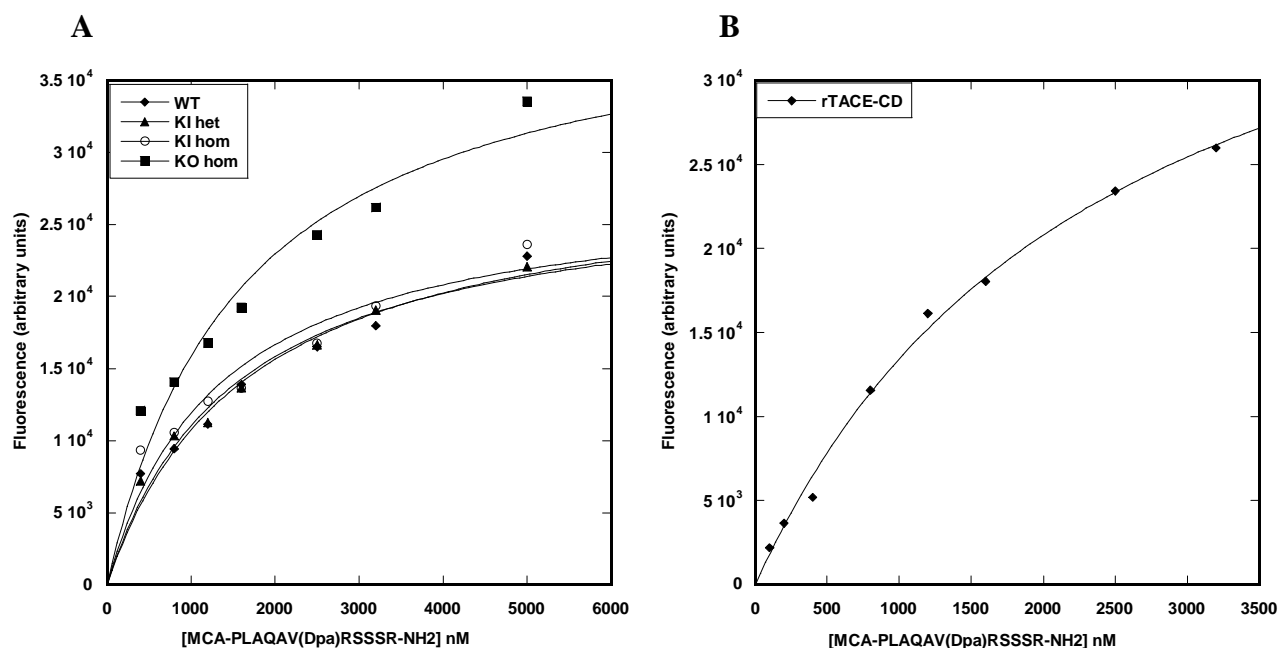 A
B
3.5 10⁴
3 10⁴
2.5 10⁴
2 10⁴
1.5 10⁴
1 10⁴
5 10³
0
Fluorescence (arbitrary units)
WT
KI het
KI hom
KO hom
0 1000 2000 3000 4000 5000 6000
[MCA-PLAQAV(Dpa)RSSSR-NH2] nM
3 10⁴
2.5 10⁴
2 10⁴
1.5 10⁴
1 10⁴
5 10³
0
Fluorescence (arbitrary units)
rTACE-CD
0 500 1000 1500 2000 2500 3000 3500
[MCA-PLAQAV(Dpa)RSSSR-NH2] nM